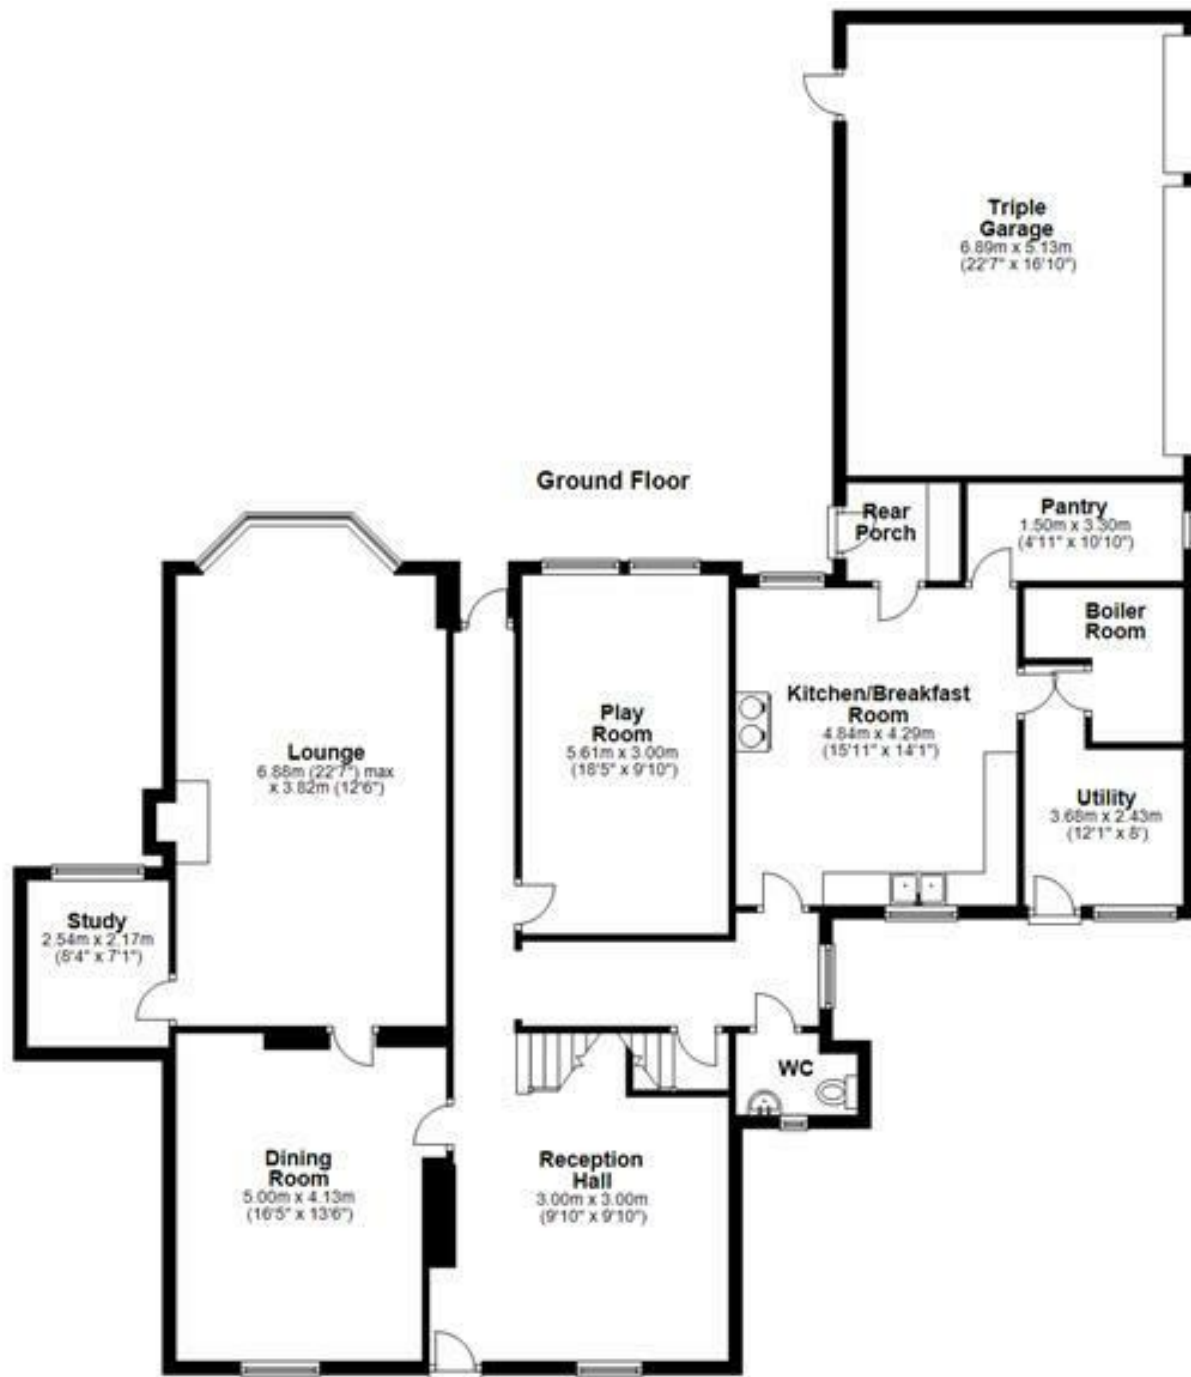 Triple
Garage
6.89m x 5.13m
(22'7" x 16'10")
Ground Floor
Rear
Porch
Pantry
1.50m x 3.30m
(4'11" x 10'10")
Boiler
Room
Kitchen/Breakfast
Room
4.84m x 4.29m
(15'11" x 14'1")
Play
Room
5.61m x 3.00m
(18'5" x 9'10")
Lounge
6.88m (22'7") max
x 3.82m (12'6")
Utility
3.68m x 2.43m
(12'1" x 8')
Study
2.54m x 2.17m
(8'4" x 7'1")
WC
Dining
Room
5.00m x 4.13m
(16'5" x 13'6")
Reception
Hall
3.00m x 3.00m
(9'10" x 9'10")